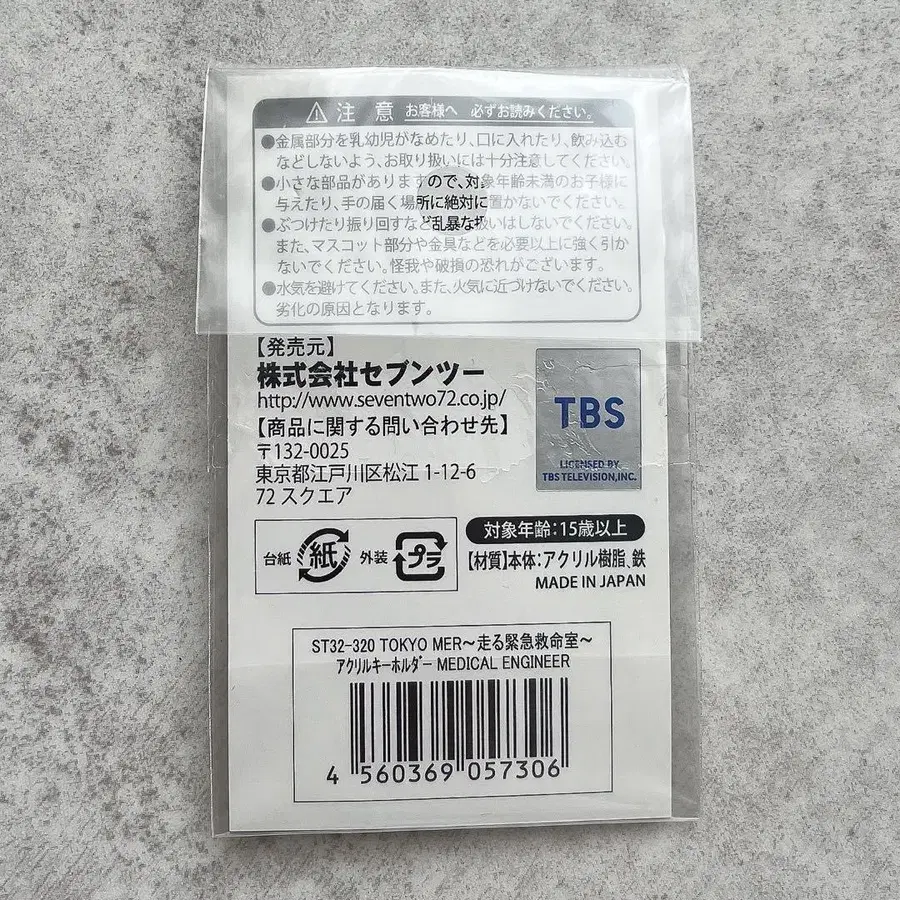 注意 お客様へ 必ずお読みください。
●金属部分を乳幼児がなめたり、口に入れたり、飲み込む
などしないよう、お取り扱いには十分注意してください。
●小さな部品がありますので、対象年齢未満のお子様に
与えたり、手の届く場所に絶対に置かないでください。
●ぶつけたり振り回すなど乱暴な扱いはしないでください。
また、マスコット部分や金具などを必要以上に強く引か
ないでください。怪我や破損の恐れがございます。
●水気を避けてください。また、火気に近づけないでください。
劣化の原因となります。
【発売元】
株式会社セブンツー
http://www.seventwo72.co.jp/
【商品に関する問い合わせ先】
〒132-0025
東京都江戸川区松江 1-12-6
72 スクエア
TBS
LICENSED BY
TBS TELEVISION,INC.
台紙 紙 外装 プラ
対象年齢:15歳以上
【材質】本体:アクリル樹脂、鉄
MADE IN JAPAN
ST32-320 TOKYO MER～走る緊急救命室～
アクリルキーホルダー MEDICAL ENGINEER
4 560369 057306